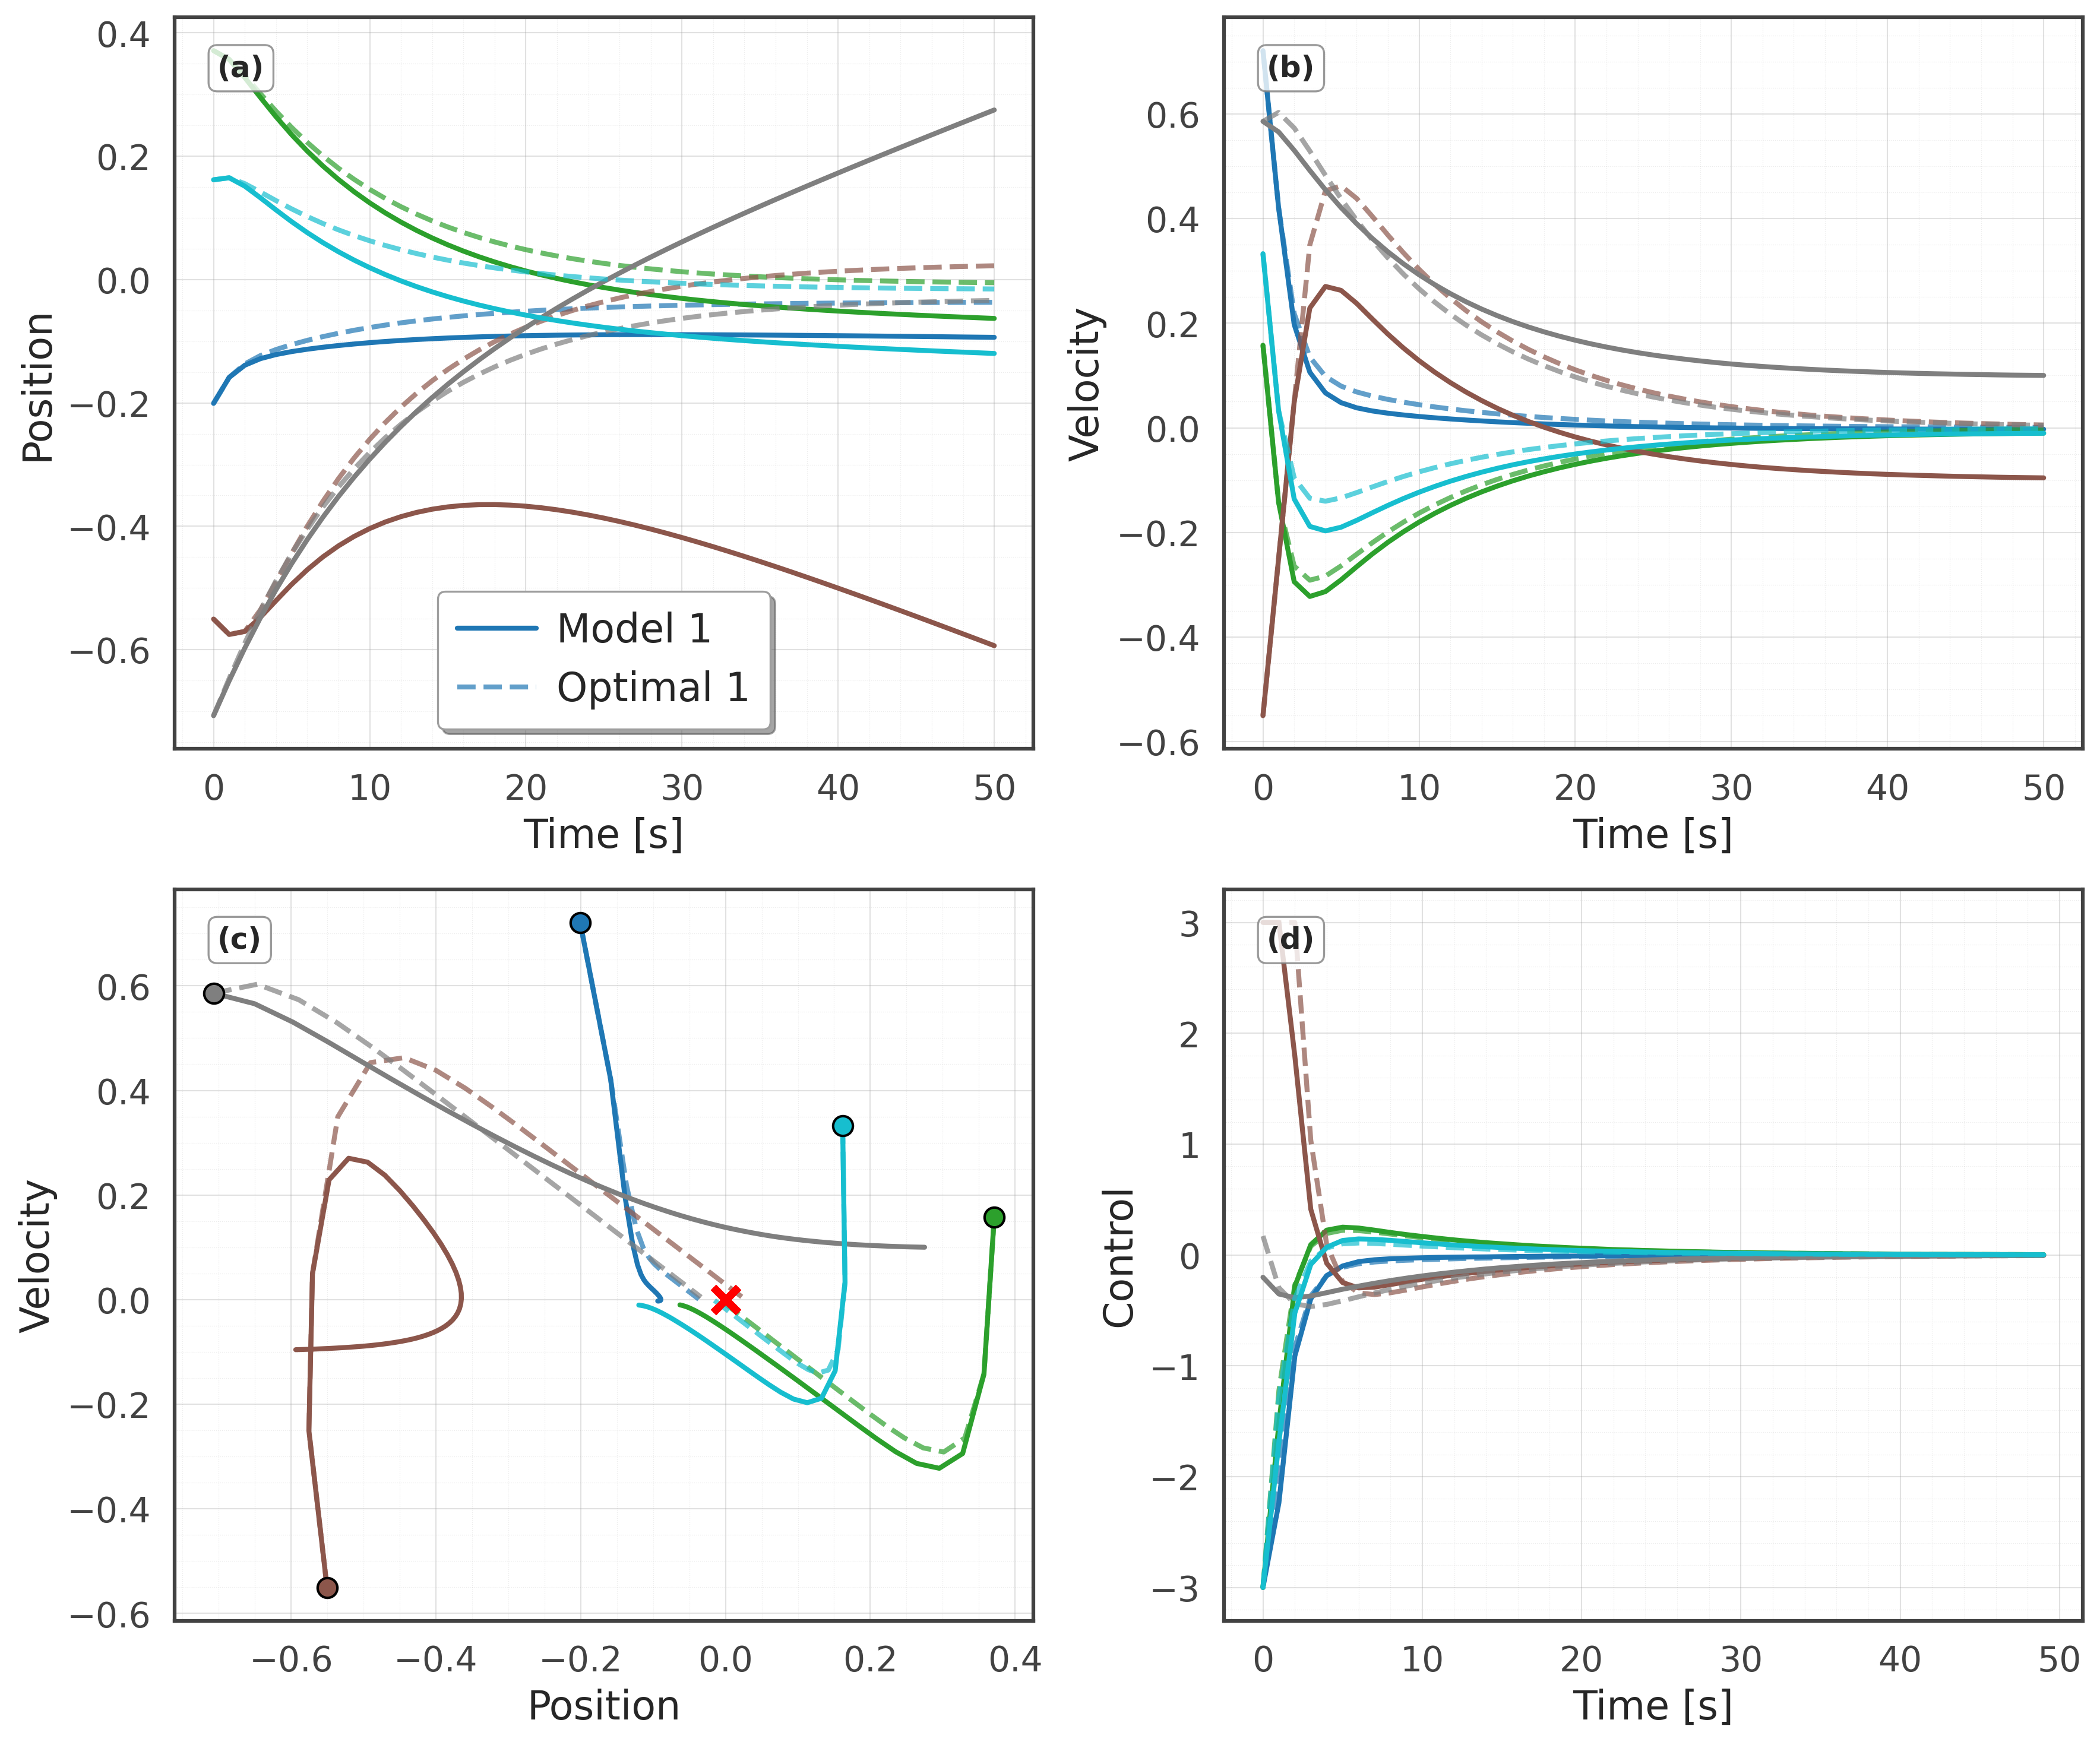 (a)
0.4
0.2
0.0
−0.2
−0.4
−0.6
Position
Model 1
Optimal 1
0 10 20 30 40 50
Time [s]
(b)
0.6
0.4
0.2
0.0
−0.2
−0.4
−0.6
Velocity
0 10 20 30 40 50
Time [s]
(c)
0.6
0.4
0.2
0.0
−0.2
−0.4
−0.6
Velocity
−0.6 −0.4 −0.2 0.0 0.2 0.4
Position
(d)
3
2
1
0
−1
−2
−3
Control
0 10 20 30 40 50
Time [s]